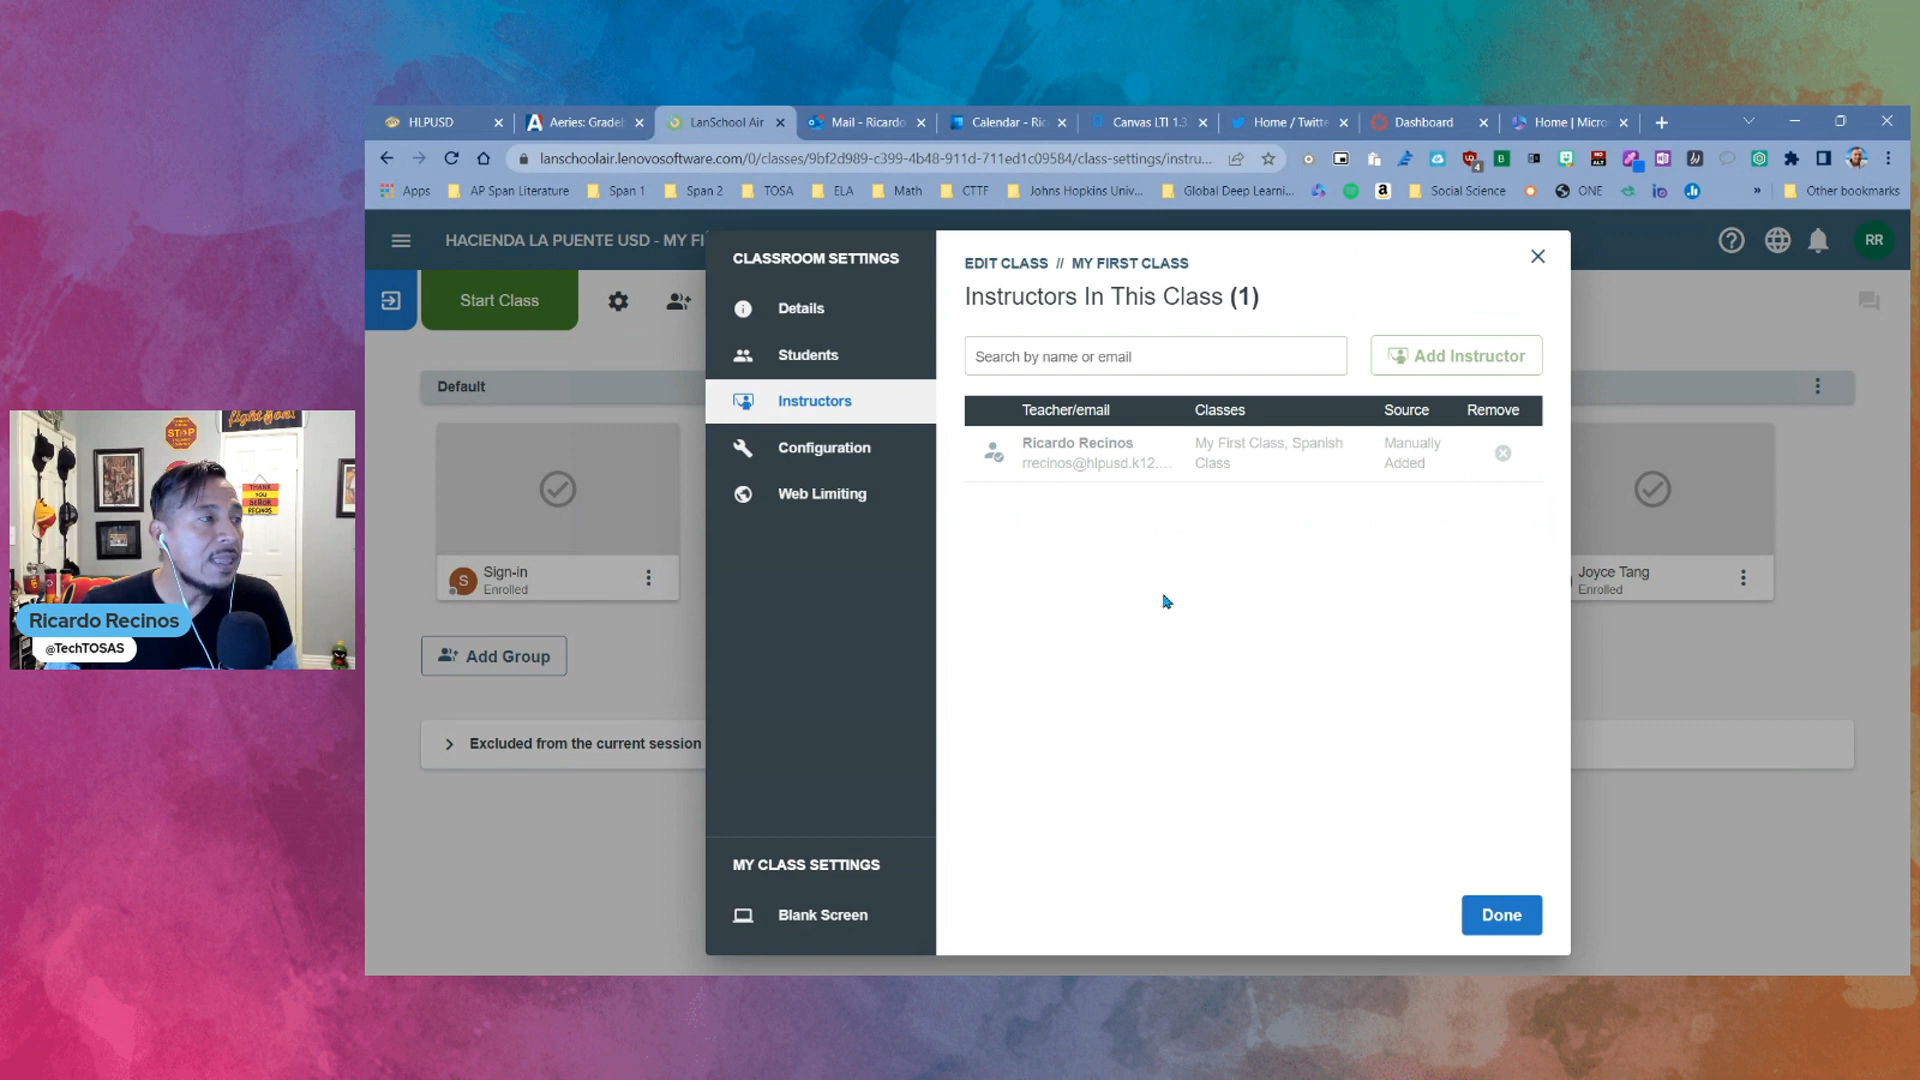 HLPUSD
Aeries: Grade
LanSchool Air
Mail - Ricardo
Calendar - Ric
Canvas LTI 1.3
Home / Twitte
Dashboard
Home | Micro
lanschoolair.lenovosoftware.com/0/classes/9bf2d989-c399-4b48-911d-711ed1c09584/class-settings/instru...
Apps
AP Span Literature
Span 1
Span 2
TOSA
ELA
Math
CTTF
Johns Hopkins Univ...
Global Deep Learni...
Social Science
ONE
»
Other bookmarks
HACIENDA LA PUENTE USD - MY FI
RR
Start Class
Default
S
Sign-in
Enrolled
Add Group
Excluded from the current session
Joyce Tang
Enrolled
CLASSROOM SETTINGS
Details
Students
Instructors
Configuration
Web Limiting
MY CLASS SETTINGS
Blank Screen
EDIT CLASS // MY FIRST CLASS
Instructors In This Class (1)
Search by name or email
Add Instructor
Teacher/email Classes Source Remove
Ricardo Recinos My First Class, Spanish Manually
rrecinos@hlpusd.k12.... Class Added
Done
STOP
THANK
YOU
SEÑOR
RECINOS
Ricardo Recinos
@TechTOSAS